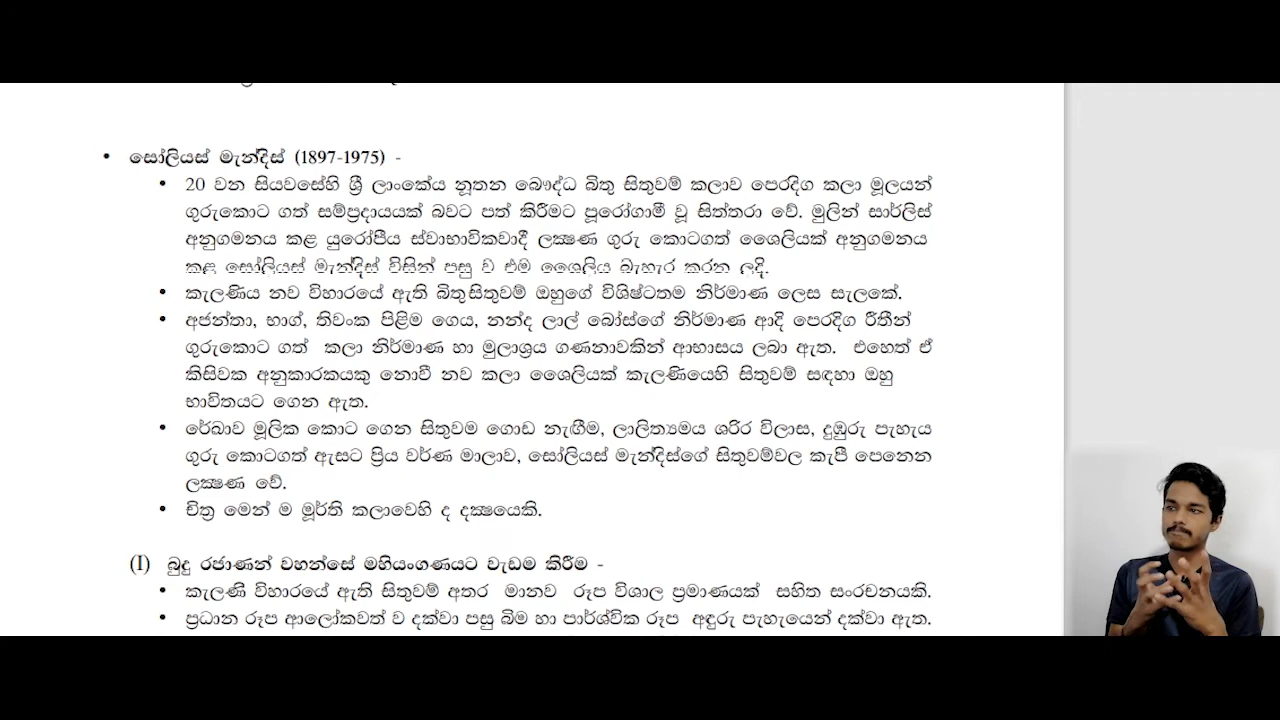 • සෝලියස් මැන්දිස් (1897-1975) -
• 20 වන සියවසේහි ශ්‍රී ලාංකේය නූතන බෞද්ධ බිතු සිතුවම් කලාව පෙරදිග කලා මූලයන්
ගුරුකොට ගත් සම්ප්‍රදායයක් බවට පත් කිරීමට පූරෝගාමී වූ සිත්තරා වේ. මුලින් සාර්ලිස්
අනුගමනය කළ යුරෝපීය ස්වාභාවිකවාදී ලක්‍ෂණ ගුරු කොටගත් ශෛලියක් අනුගමනය
කළ සෝලියස් මැන්දිස් විසින් පසු ව එම ශෛලිය බැහැර කරන ලදි.
• කැලණිය නව විහාරයේ ඇති බිතුසිතුවම් ඔහුගේ විශිෂ්ටතම නිර්මාණ ලෙස සැලකේ.
• අජන්තා, භාග්, තිවංක පිළිම ගෙය, නන්ද ලාල් බෝස්ගේ නිර්මාණ ආදි පෙරදිග රීතීන්
ගුරුකොට ගත් කලා නිර්මාණ හා මුලාශ්‍රය ගණනාවකින් ආභාසය ලබා ඇත. එහෙත් ඒ
කිසිවක අනුකාරකයකු නොවී නව කලා ශෛලියක් කැලණියෙහි සිතුවම් සඳහා ඔහු
භාවිතයට ගෙන ඇත.
• රේඛාව මූලික කොට ගෙන සිතුවම ගොඩ නැඟීම, ලාලිත්‍යමය ශරීර විලාස, දුඹුරු පැහැය
ගුරු කොටගත් ඇසට ප්‍රිය වර්ණ මාලාව, සෝලියස් මැන්දිස්ගේ සිතුවම්වල කැපී පෙනෙන
ලක්‍ෂණ වේ.
• චිත්‍ර මෙන් ම මූර්ති කලාවෙහි ද දක්‍ෂයෙකි.
(I) බුදු රජාණන් වහන්සේ මහියංගණයට වැඩම කිරීම -
• කැලණි විහාරයේ ඇති සිතුවම් අතර මානව රූප විශාල ප්‍රමාණයක් සහිත සංරචනයකි.
• ප්‍රධාන රූප ආලෝකවත් ව දක්වා පසු බිම හා පාර්ශ්වික රූප අඳුරු පැහැයෙන් දක්වා ඇත.